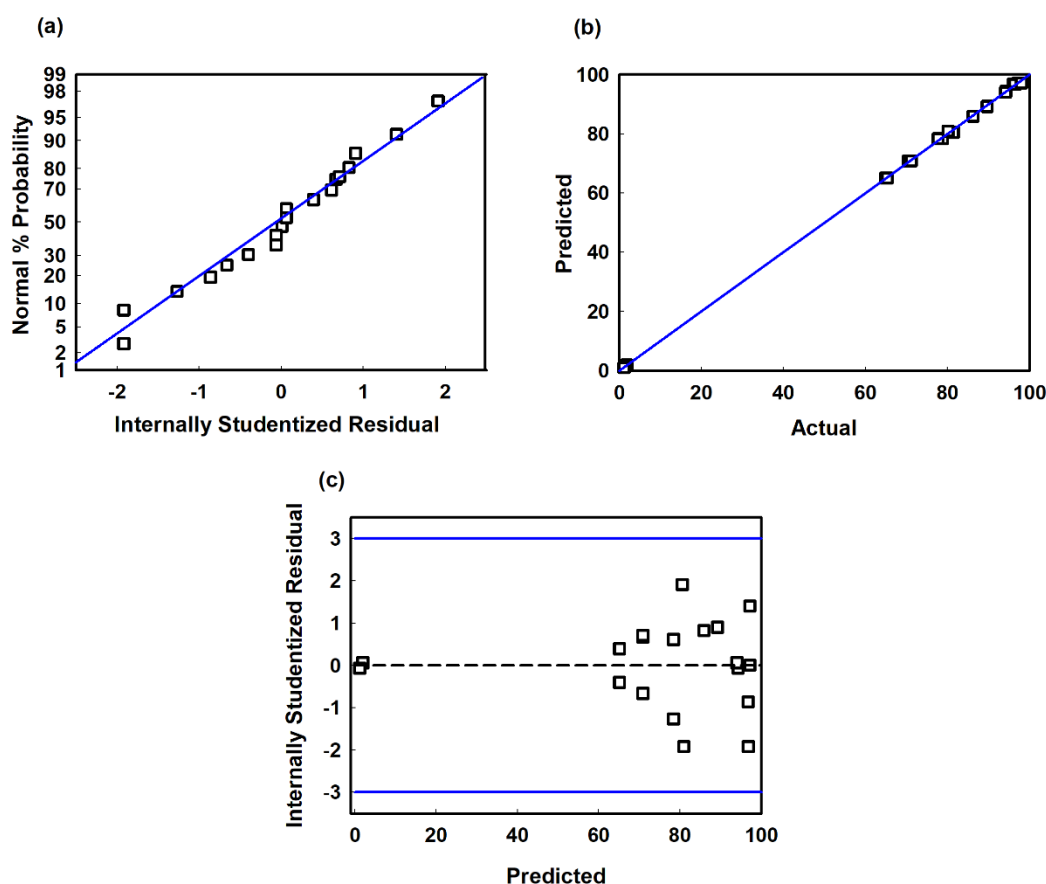 (a)
99
98
95
90
80
70
50
30
20
10
5
2
1
Normal % Probability
-2 -1 0 1 2
Internally Studentized Residual
(b)
100
80
60
40
20
0
Predicted
0 20 40 60 80 100
Actual
(c)
3
2
1
0
-1
-2
-3
Internally Studentized Residual
0 20 40 60 80 100
Predicted